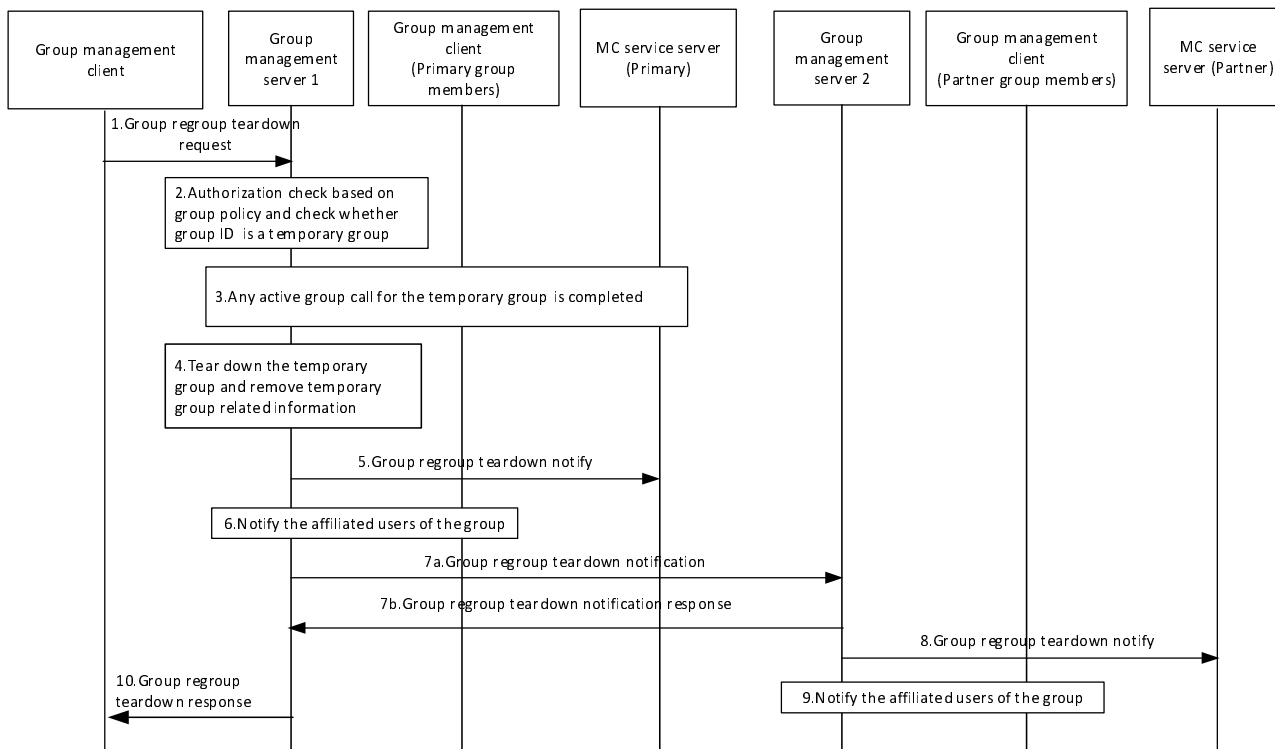 Group management
client
Group
management
server 1
Group management
client
(Primary group
members)
MC service server
(Primary)
Group
management
server 2
Group management
client
(Partner group members)
MC service
server (Partner)
1.Group regroup teardown
request
2.Authorization check based on
group policy and check whether
group ID is a temporary group
3.Any active group call for the temporary group is completed
4.Tear down the temporary
group and remove temporary
group related information
5.Group regroup teardown notify
6.Notify the affiliated users of the group
7a.Group regroup teardown notification
7b.Group regroup teardown notification response
8.Group regroup teardown notify
9.Notify the affiliated users of the group
10.Group regroup
teardown response